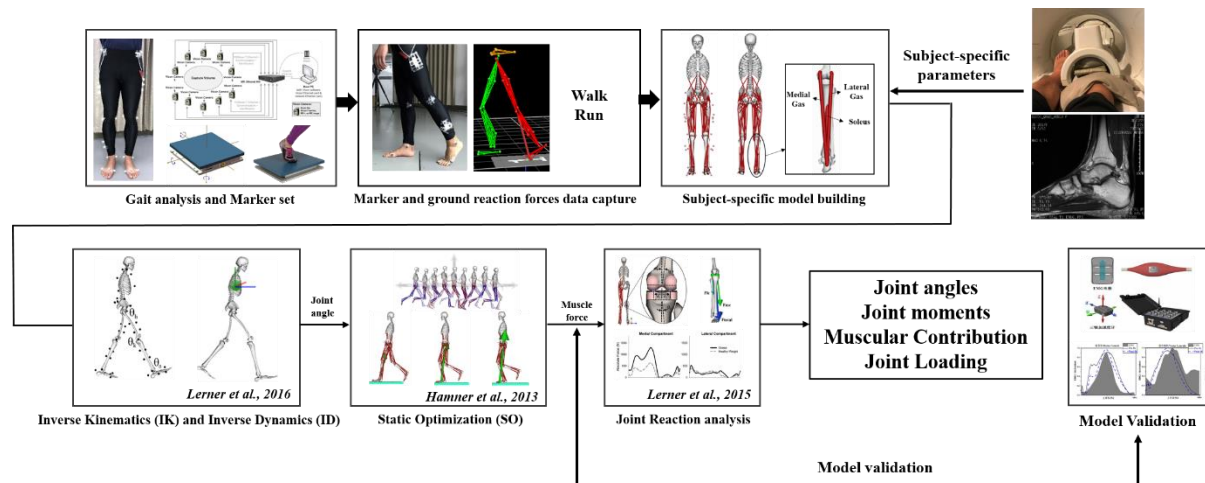 Capture Volume
Walk
Run
Medial
Gas
Lateral
Gas
Soleus
Subject-specific
parameters
Gait analysis and Marker set
Marker and ground reaction forces data capture
Subject-specific model building
Joint
angle
Muscle
force
Joint angles
Joint moments
Muscular Contribution
Joint Loading
θ
θ
θ
Medial Compartment
Lateral Compartment
Lerner et al., 2016
Hamner et al., 2013
Lerner et al., 2015
Model Validation
Inverse Kinematics (IK) and Inverse Dynamics (ID)
Static Optimization (SO)
Joint Reaction analysis
Model validation